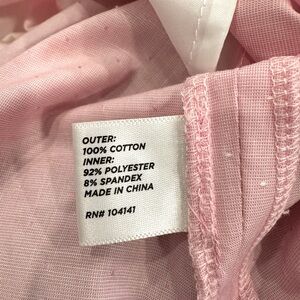 OUTER:
100% COTTON
INNER:
92% POLYESTER
8% SPANDEX
MADE IN CHINA
RN# 104141